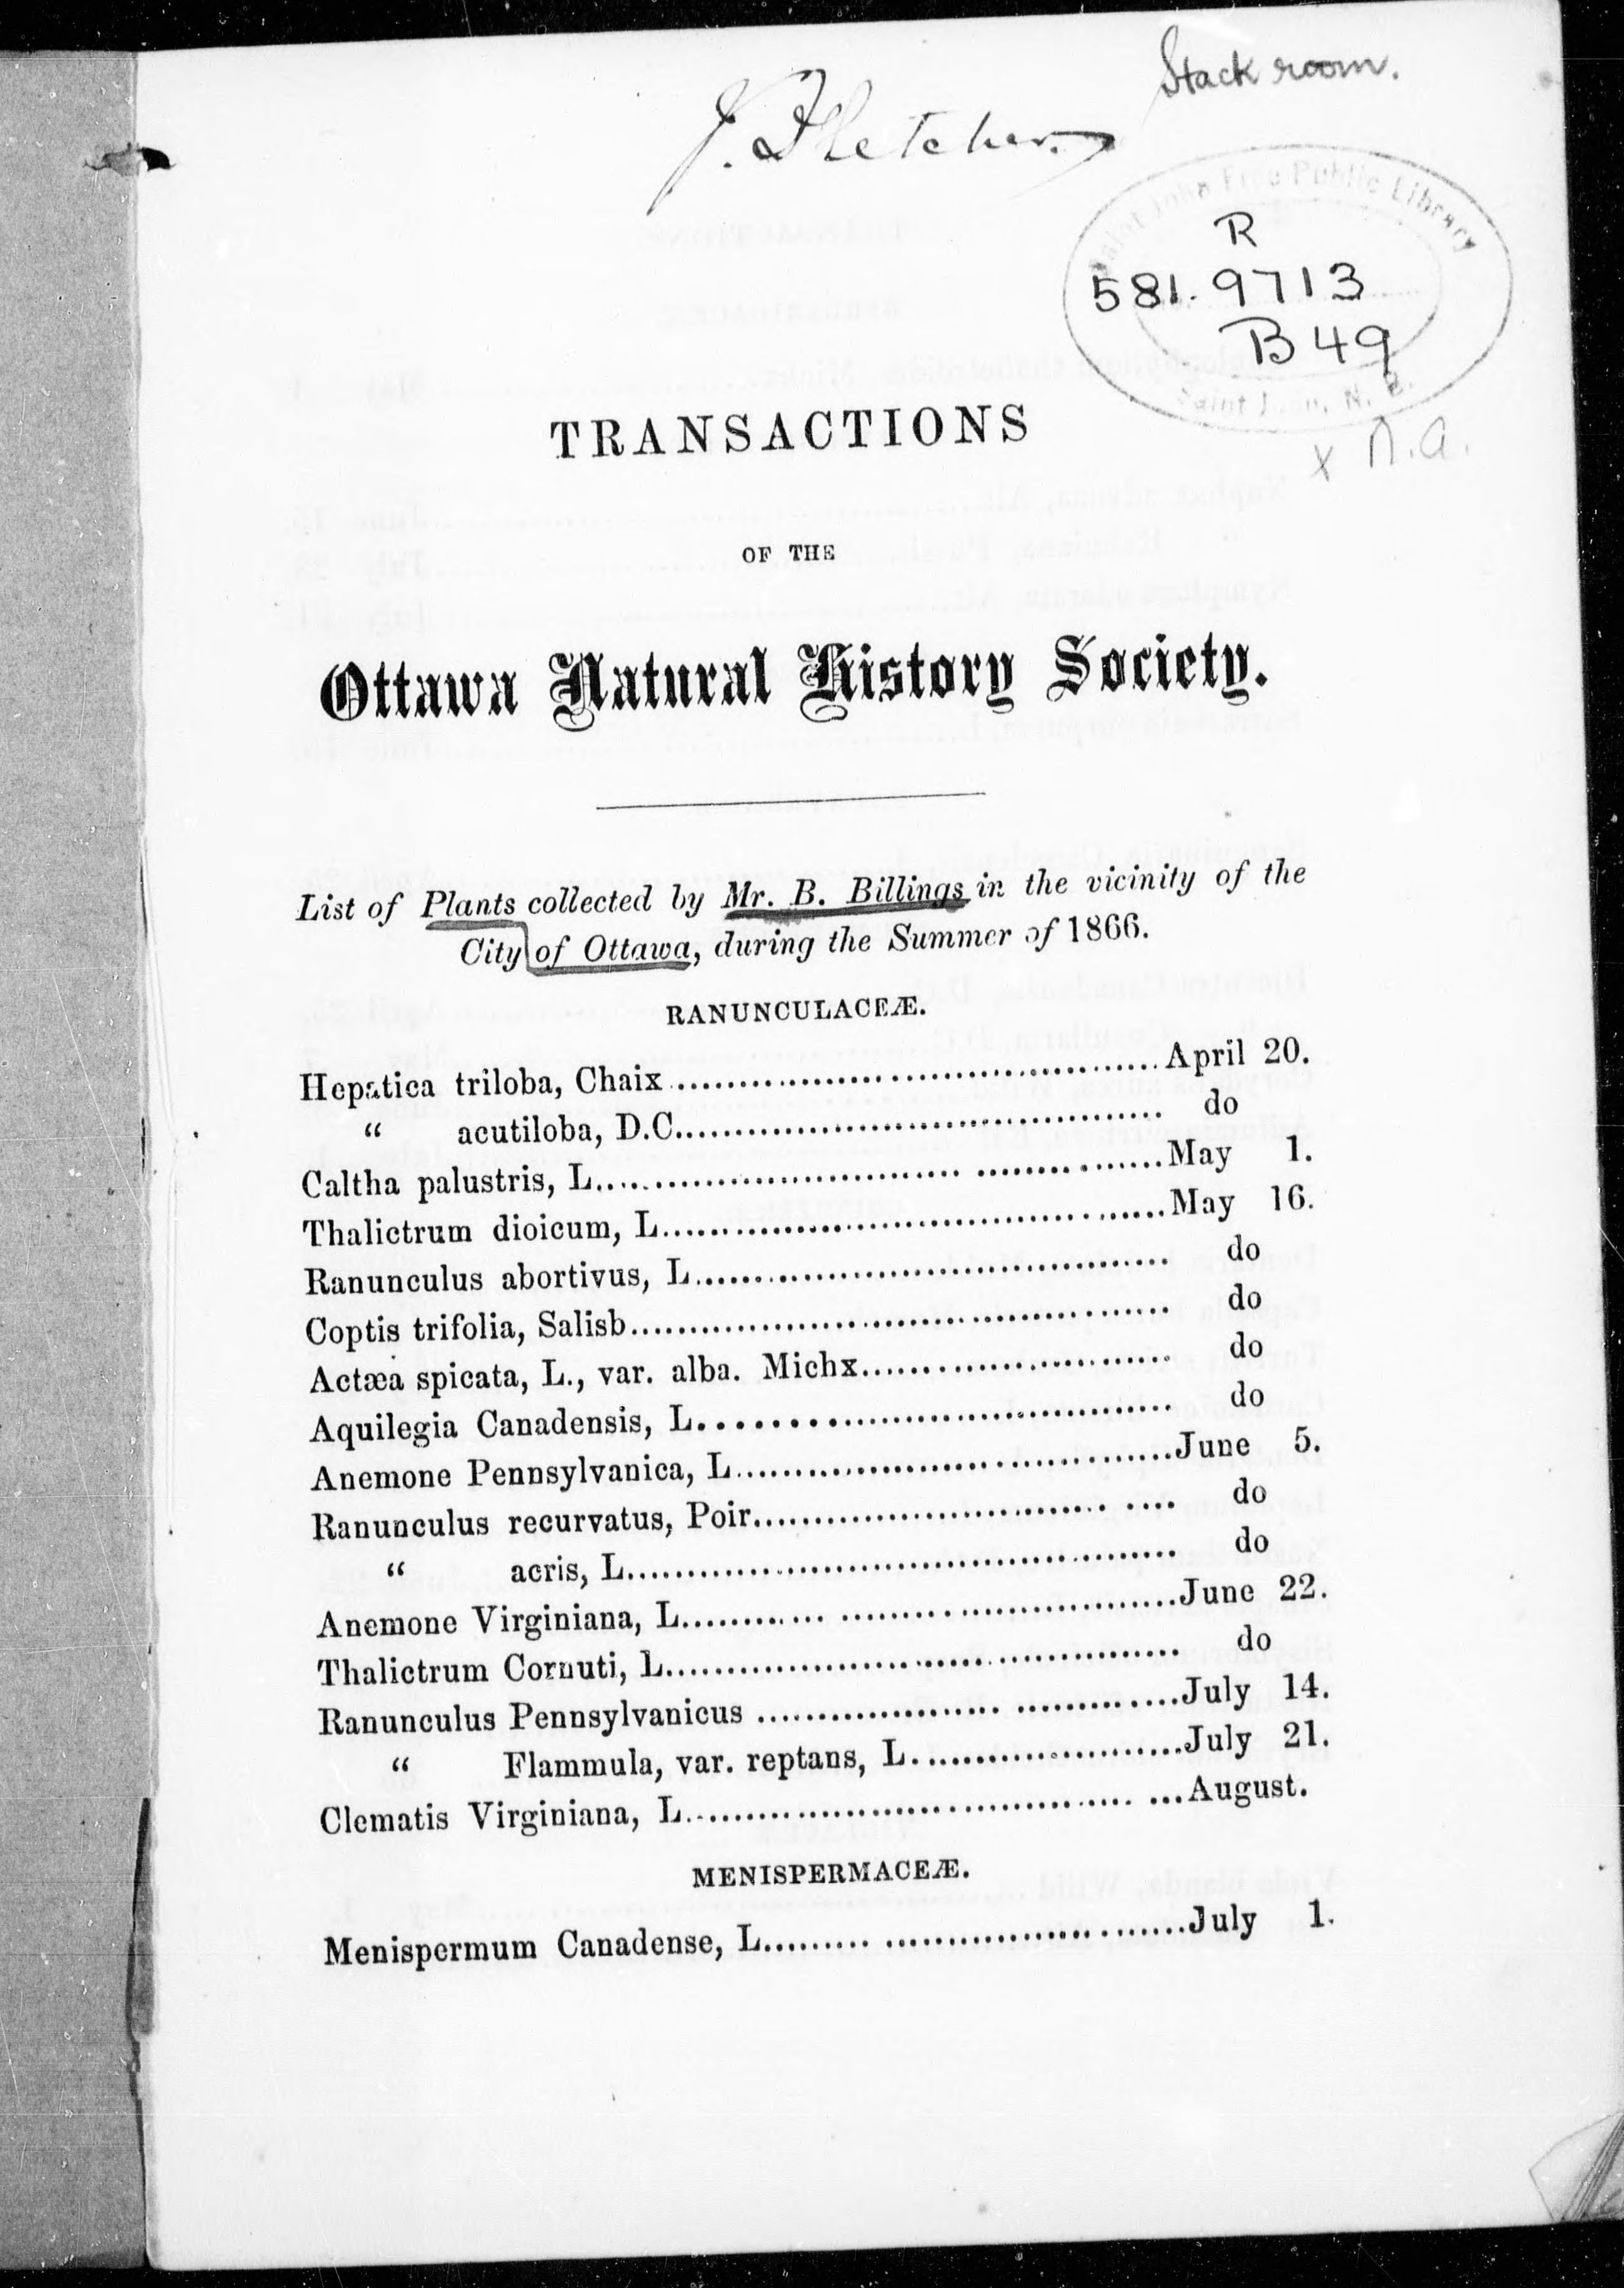 Stack room.
J. Fletcher.
Saint John Free Public Library
R
581.9713
B49
Saint John, N. B.
x n.a.
TRANSACTIONS
OF THE
Ottawa Natural History Society.
List of Plants collected by Mr. B. Billings in the vicinity of the
City of Ottawa, during the Summer of 1866.
RANUNCULACEÆ.
Hepatica triloba, Chaix.......................................April 20.
“ acutiloba, D.C....................................... do
Caltha palustris, L.......................................May 1.
Thalictrum dioicum, L.......................................May 16.
Ranunculus abortivus, L....................................... do
Coptis trifolia, Salisb....................................... do
Actæa spicata, L., var. alba. Michx.......................... do
Aquilegia Canadensis, L....................................... do
Anemone Pennsylvanica, L.......................................June 5.
Ranunculus recurvatus, Poir.................................. do
“ acris, L....................................... do
Anemone Virginiana, L.......................................June 22.
Thalictrum Cornuti, L....................................... do
Ranunculus Pennsylvanicus ..................................July 14.
“ Flammula, var. reptans, L.......................July 21.
Clematis Virginiana, L.......................................August.
MENISPERMACEÆ.
Menispermum Canadense, L..................................July 1.